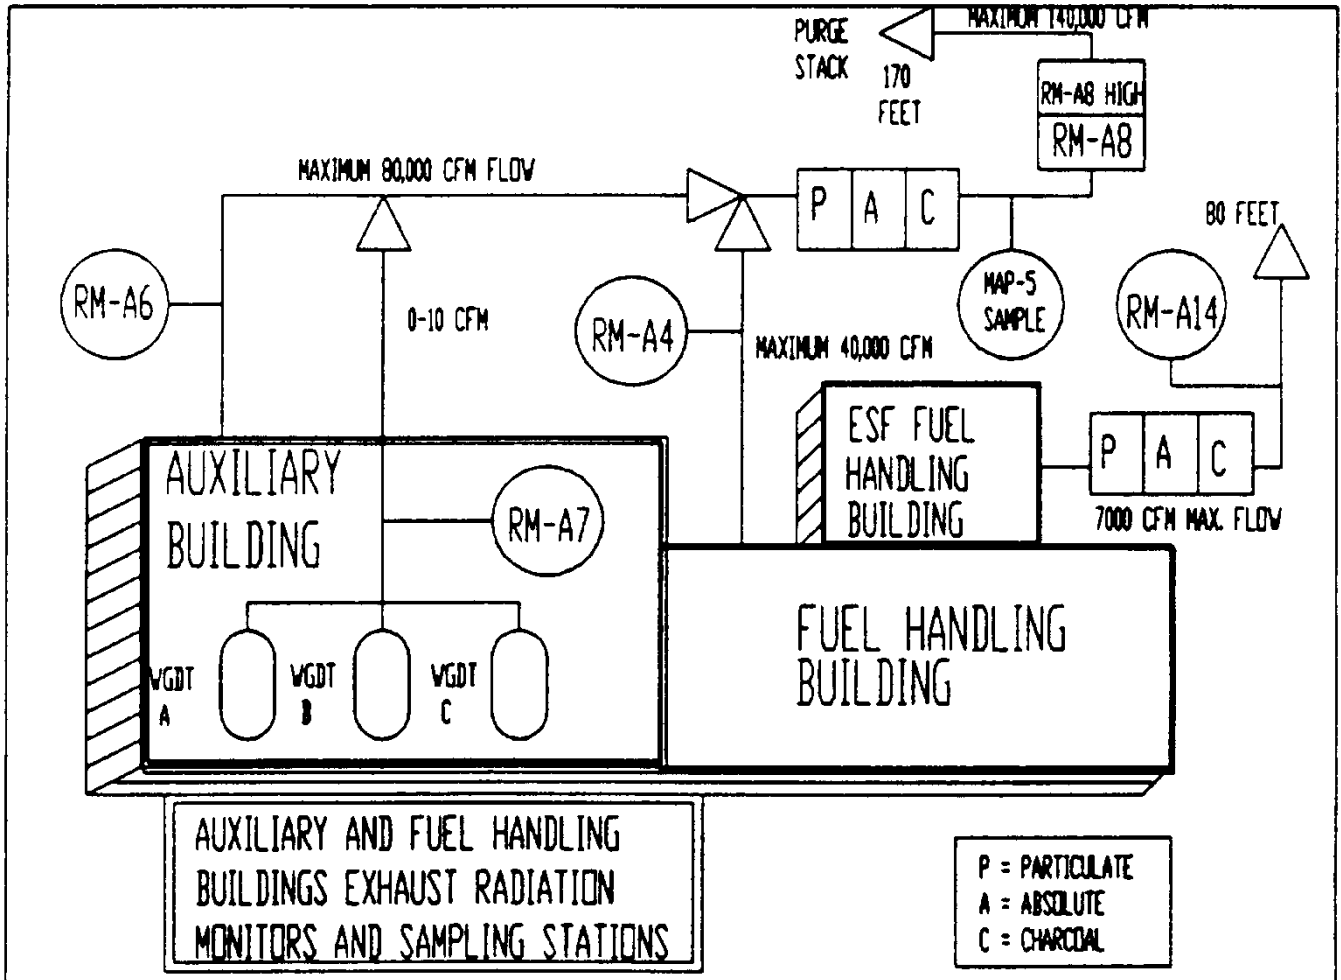 MAXIMUM 140,000 CFM
PURGE
STACK
170
FEET
RM-A8 HIGH
RM-A8
MAXIMUM 80,000 CFM FLOW
P A C
80 FEET
RM-A6
0-10 CFM
RM-A4
MAP-5
SAMPLE
RM-A14
MAXIMUM 40,000 CFM
ESF FUEL
HANDLING
BUILDING
P A C
7000 CFM MAX. FLOW
AUXILIARY
BUILDING
RM-A7
FUEL HANDLING
BUILDING
WGDT
A
WGDT
B
WGDT
C
AUXILIARY AND FUEL HANDLING
BUILDINGS EXHAUST RADIATION
MONITORS AND SAMPLING STATIONS
P = PARTICULATE
A = ABSOLUTE
C = CHARCOAL